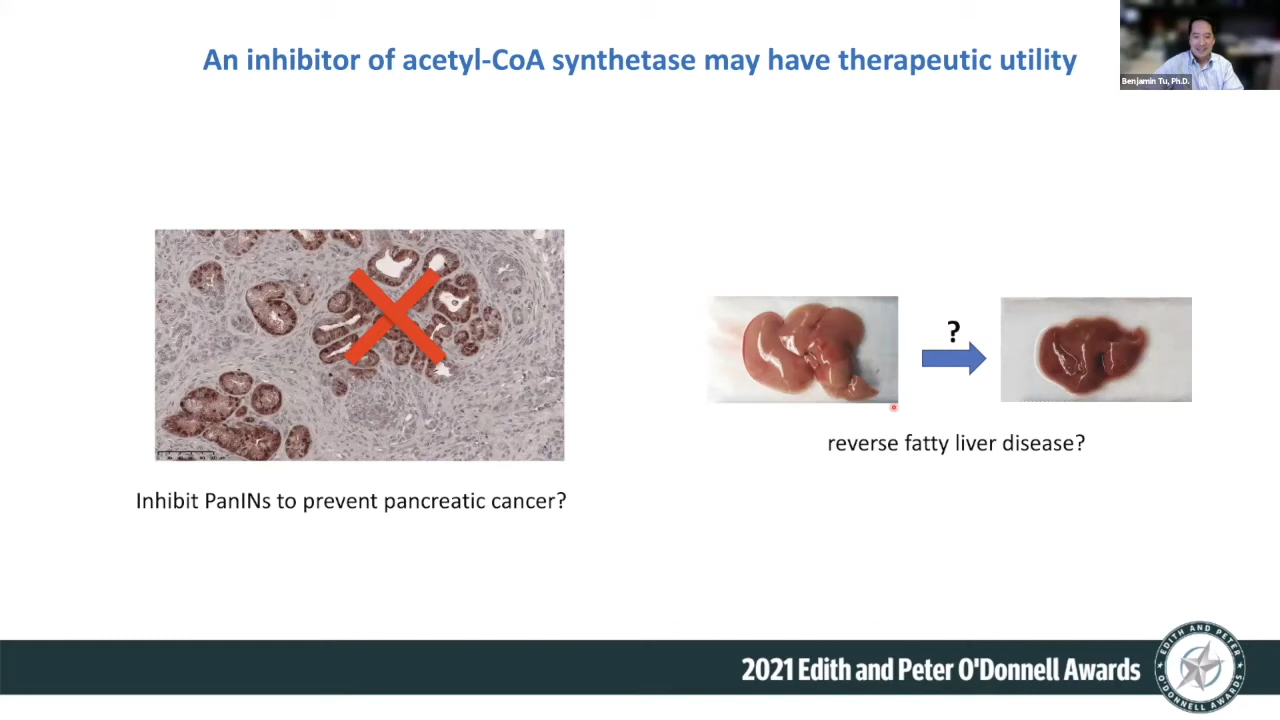 An inhibitor of acetyl-CoA synthetase may have therapeutic utility
Benjamin Tu, Ph.D.
?
reverse fatty liver disease?
Inhibit PanINs to prevent pancreatic cancer?
2021 Edith and Peter O'Donnell Awards
EDITH AND PETER
O'DONNELL AWARDS